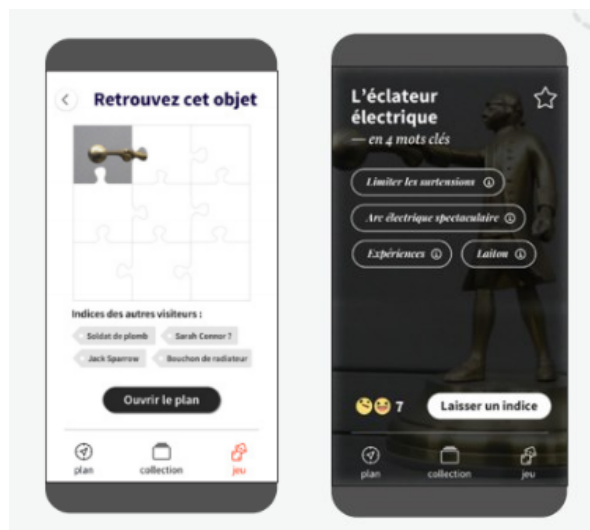 Retrouvez cet objet
Indices des autres visiteurs :
Soldat de plomb
Sarah Connor ?
Jack Sparrow
Bouchon de radiateur
Ouvrir le plan
plan
collection
jeu
L'éclateur
électrique
— en 4 mots clés
Limiter les surtensions
Arc électrique spectaculaire
Expériences
Laiton
7
Laisser un indice
plan
collection
jeu